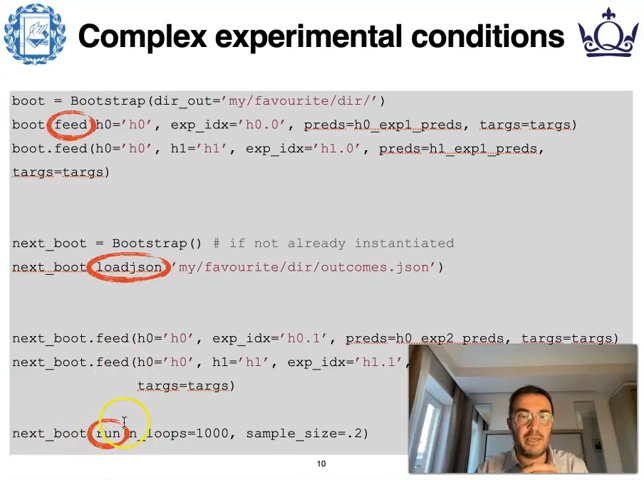 Complex experimental conditions
boot = Bootstrap(dir_out=’my/favourite/dir/’)
boot feed h0=’h0’, exp_idx=’h0.0’, preds=h0_exp1_preds, targs=targs)
boot.feed(h0=’h0’, h1=’h1’, exp_idx=’h1.0’, preds=h1_exp1_preds,
targs=targs)
next_boot = Bootstrap() # if not already instantiated
next_boot loadjson ’my/favourite/dir/outcomes.json’)
next_boot.feed(h0=’h0’, exp_idx=’h0.1’, preds=h0_exp2_preds, targs=targs)
next_boot.feed(h0=’h0’, h1=’h1’, exp_idx=’h1.1’,
targs=targs)
next_boot run n_loops=1000, sample_size=.2)
10